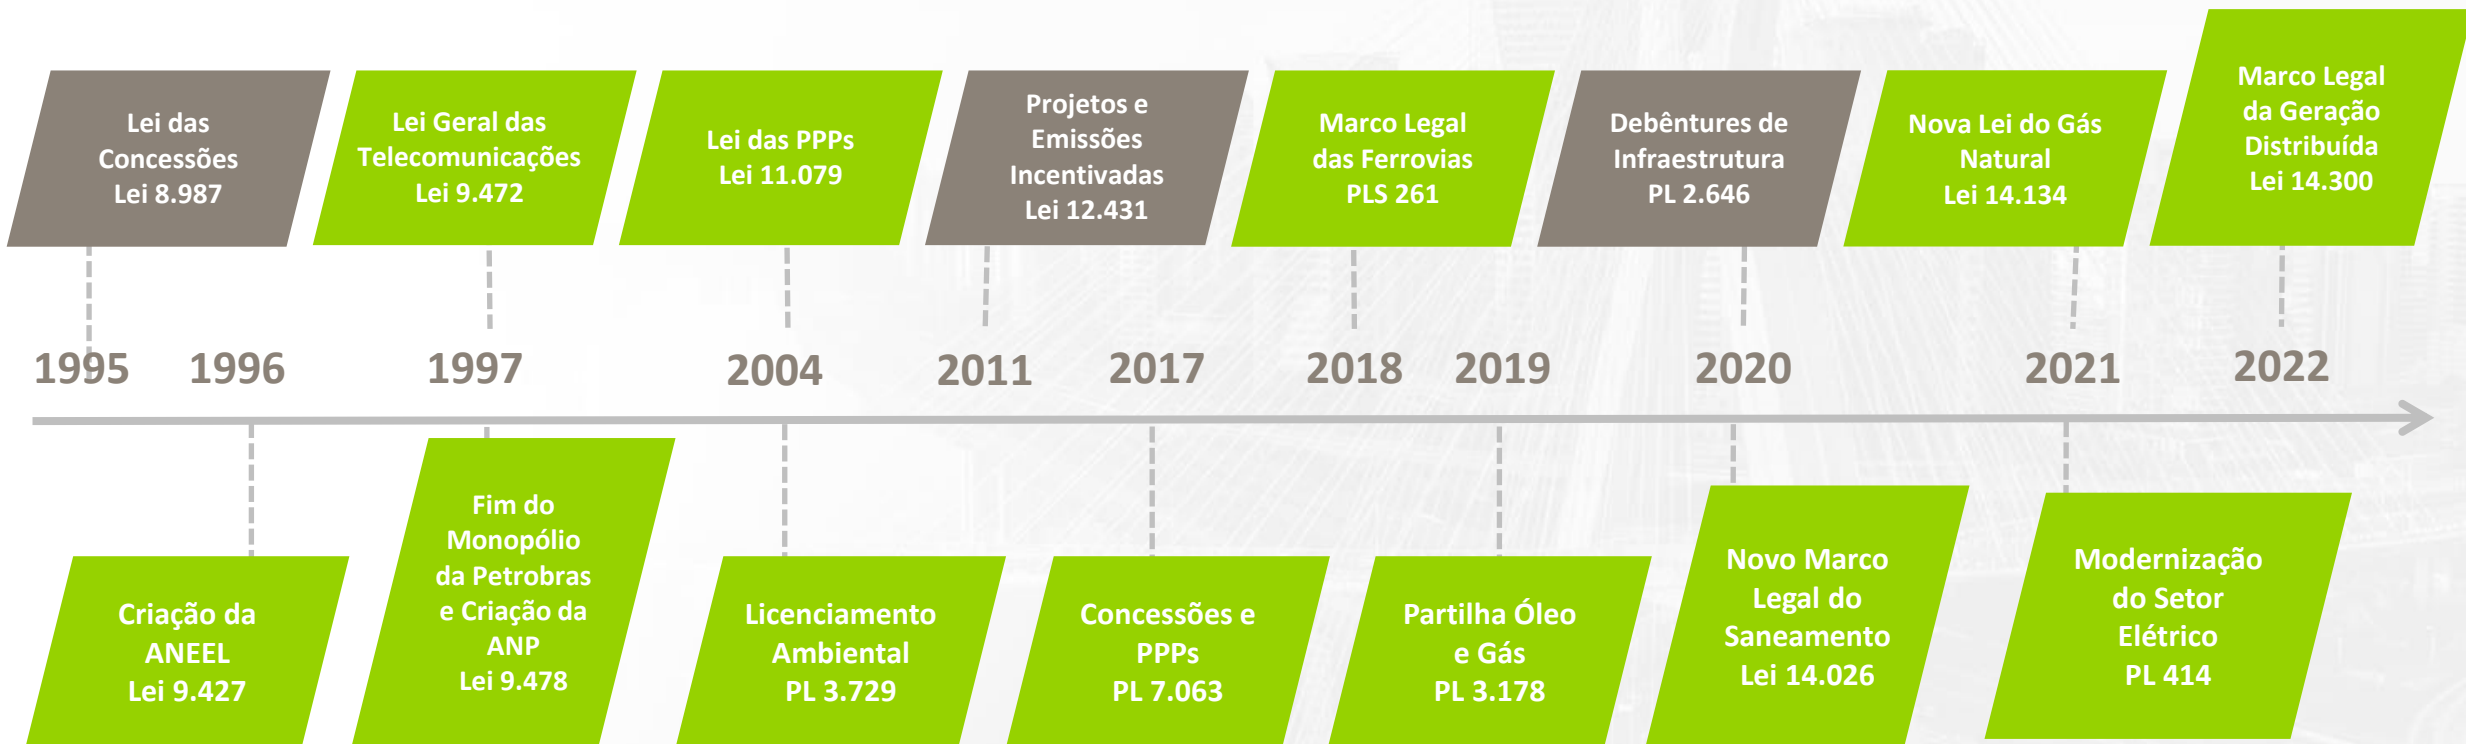 Lei das
Concessões
Lei 8.987
Lei Geral das
Telecomunicações
Lei 9.472
Lei das PPPs
Lei 11.079
Projetos e
Emissões
Incentivadas
Lei 12.431
Marco Legal
das Ferrovias
PLS 261
Debêntures de
Infraestrutura
PL 2.646
Nova Lei do Gás
Natural
Lei 14.134
Marco Legal
da Geração
Distribuída
Lei 14.300
1995
1996
1997
2004
2011
2017
2018
2019
2020
2021
2022
Criação da
ANEEL
Lei 9.427
Fim do
Monopólio
da Petrobras
e Criação da
ANP
Lei 9.478
Licenciamento
Ambiental
PL 3.729
Concessões e
PPPs
PL 7.063
Partilha Óleo
e Gás
PL 3.178
Novo Marco
Legal do
Saneamento
Lei 14.026
Modernização
do Setor
Elétrico
PL 414